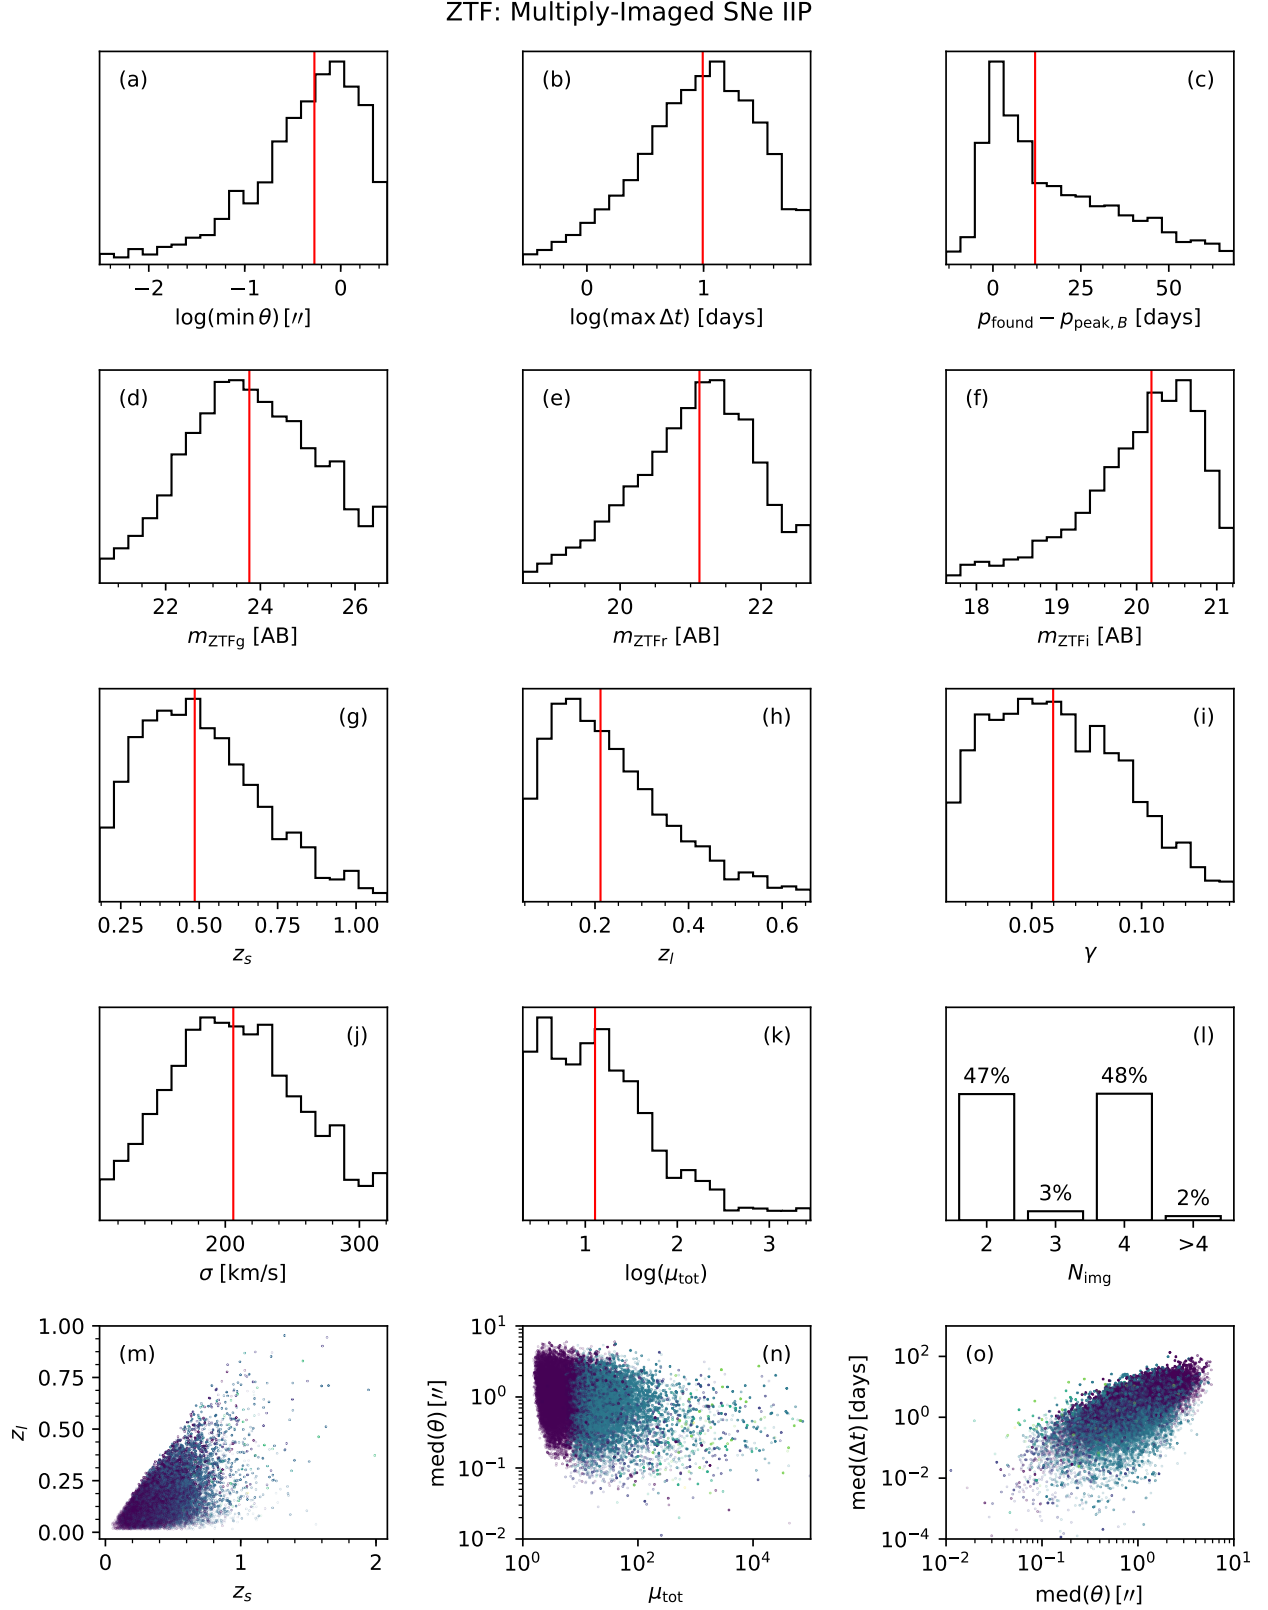 ZTF: Multiply-Imaged SNe IIP
(a)
(b)
(c)
−2 −1 0
0 1
0 25 50
log(min θ) [″]
log(max Δt) [days]
p_found − p_peak, B [days]
(d)
(e)
(f)
22 24 26
20 22
18 19 20 21
m_ZTFg [AB]
m_ZTFr [AB]
m_ZTFi [AB]
(g)
(h)
(i)
0.25 0.50 0.75 1.00
0.2 0.4 0.6
0.05 0.10
z_s
z_l
γ
(j)
(k)
(l)
47%
3%
48%
2%
200 300
1 2 3
2 3 4 >4
σ [km/s]
log(μ_tot)
N_img
(m)
1.00
0.75
0.50
0.25
0.00
z_l
0 1 2
z_s
(n)
10^1
10^0
10^−1
10^−2
med(θ) [″]
10^0 10^2 10^4
μ_tot
(o)
10^2
10^0
10^−2
10^−4
med(Δt) [days]
10^−2 10^−1 10^0 10^1
med(θ) [″]